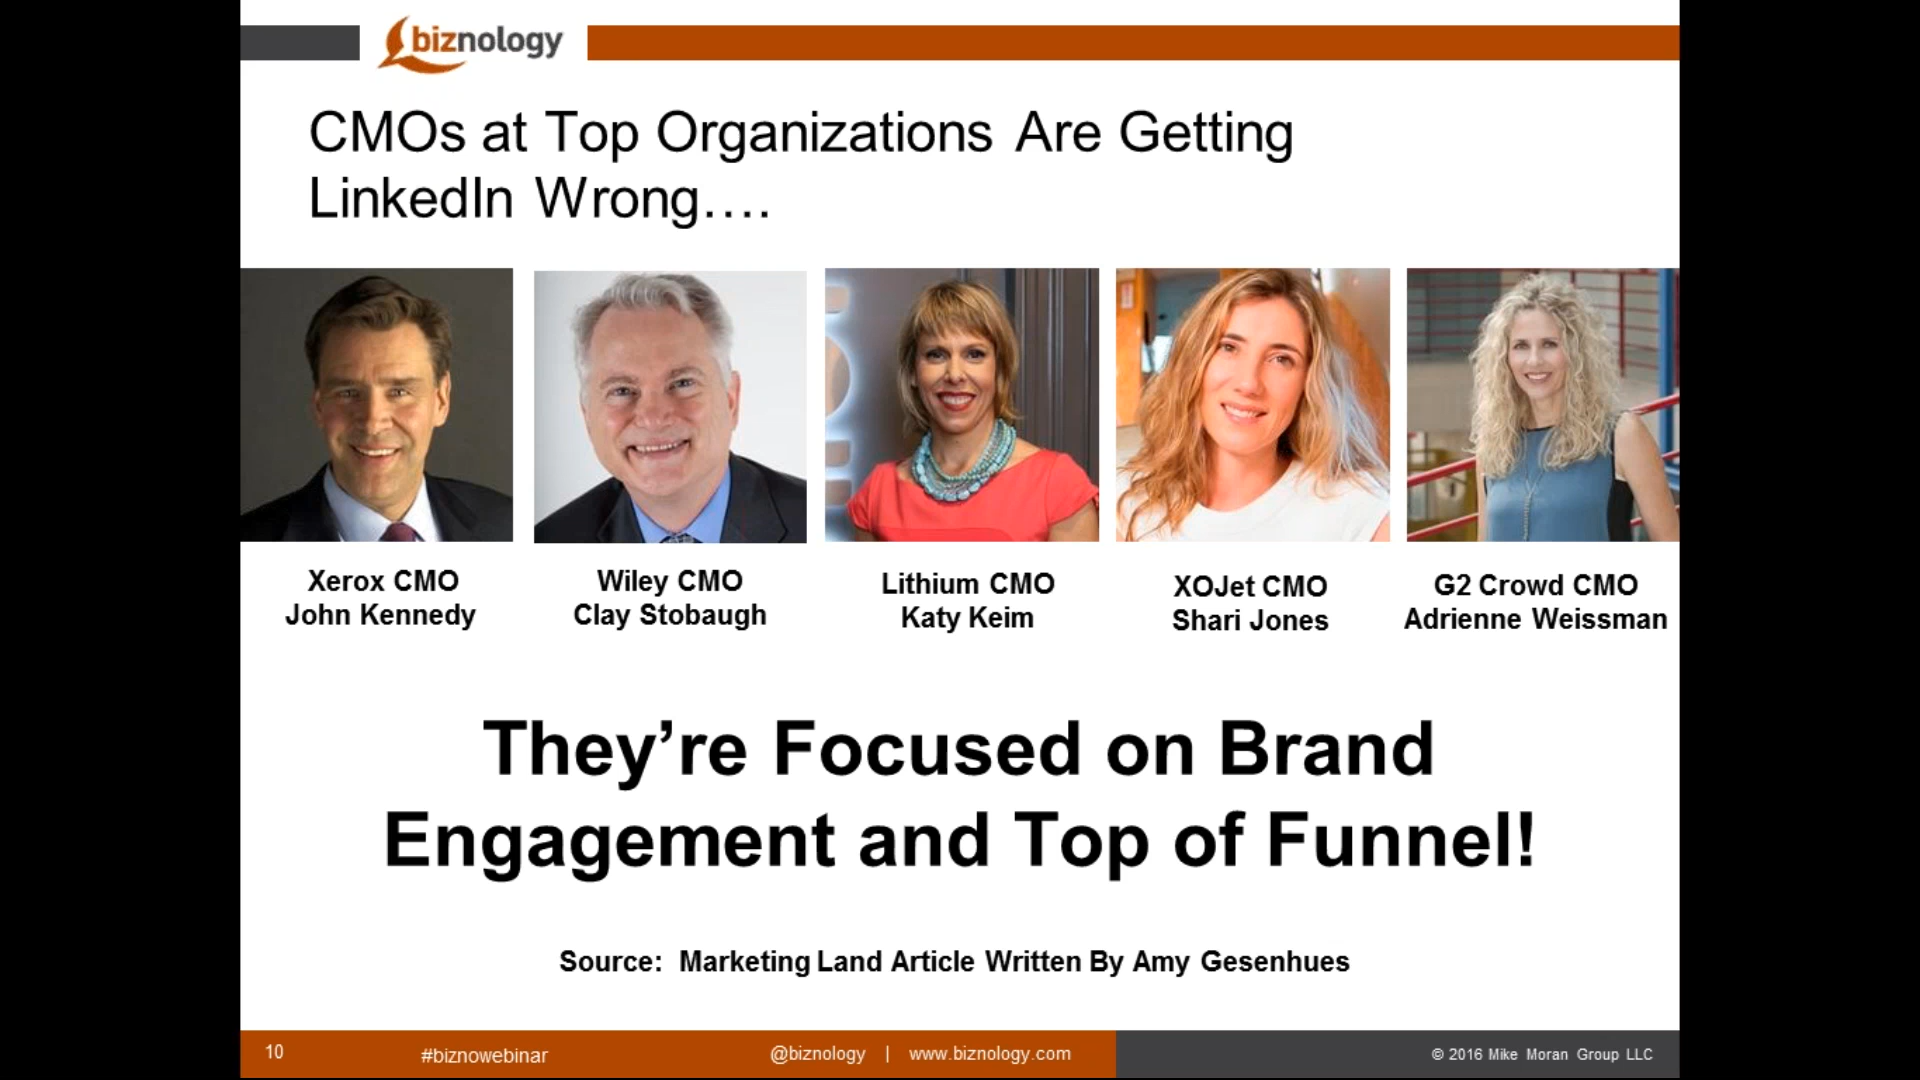 biznology
CMOs at Top Organizations Are Getting
LinkedIn Wrong....
Xerox CMO
John Kennedy
Wiley CMO
Clay Stobaugh
Lithium CMO
Katy Keim
XOJet CMO
Shari Jones
G2 Crowd CMO
Adrienne Weissman
They’re Focused on Brand
Engagement and Top of Funnel!
Source: Marketing Land Article Written By Amy Gesenhues
10
#biznowebinar
@biznology | www.biznology.com
© 2016 Mike Moran Group LLC